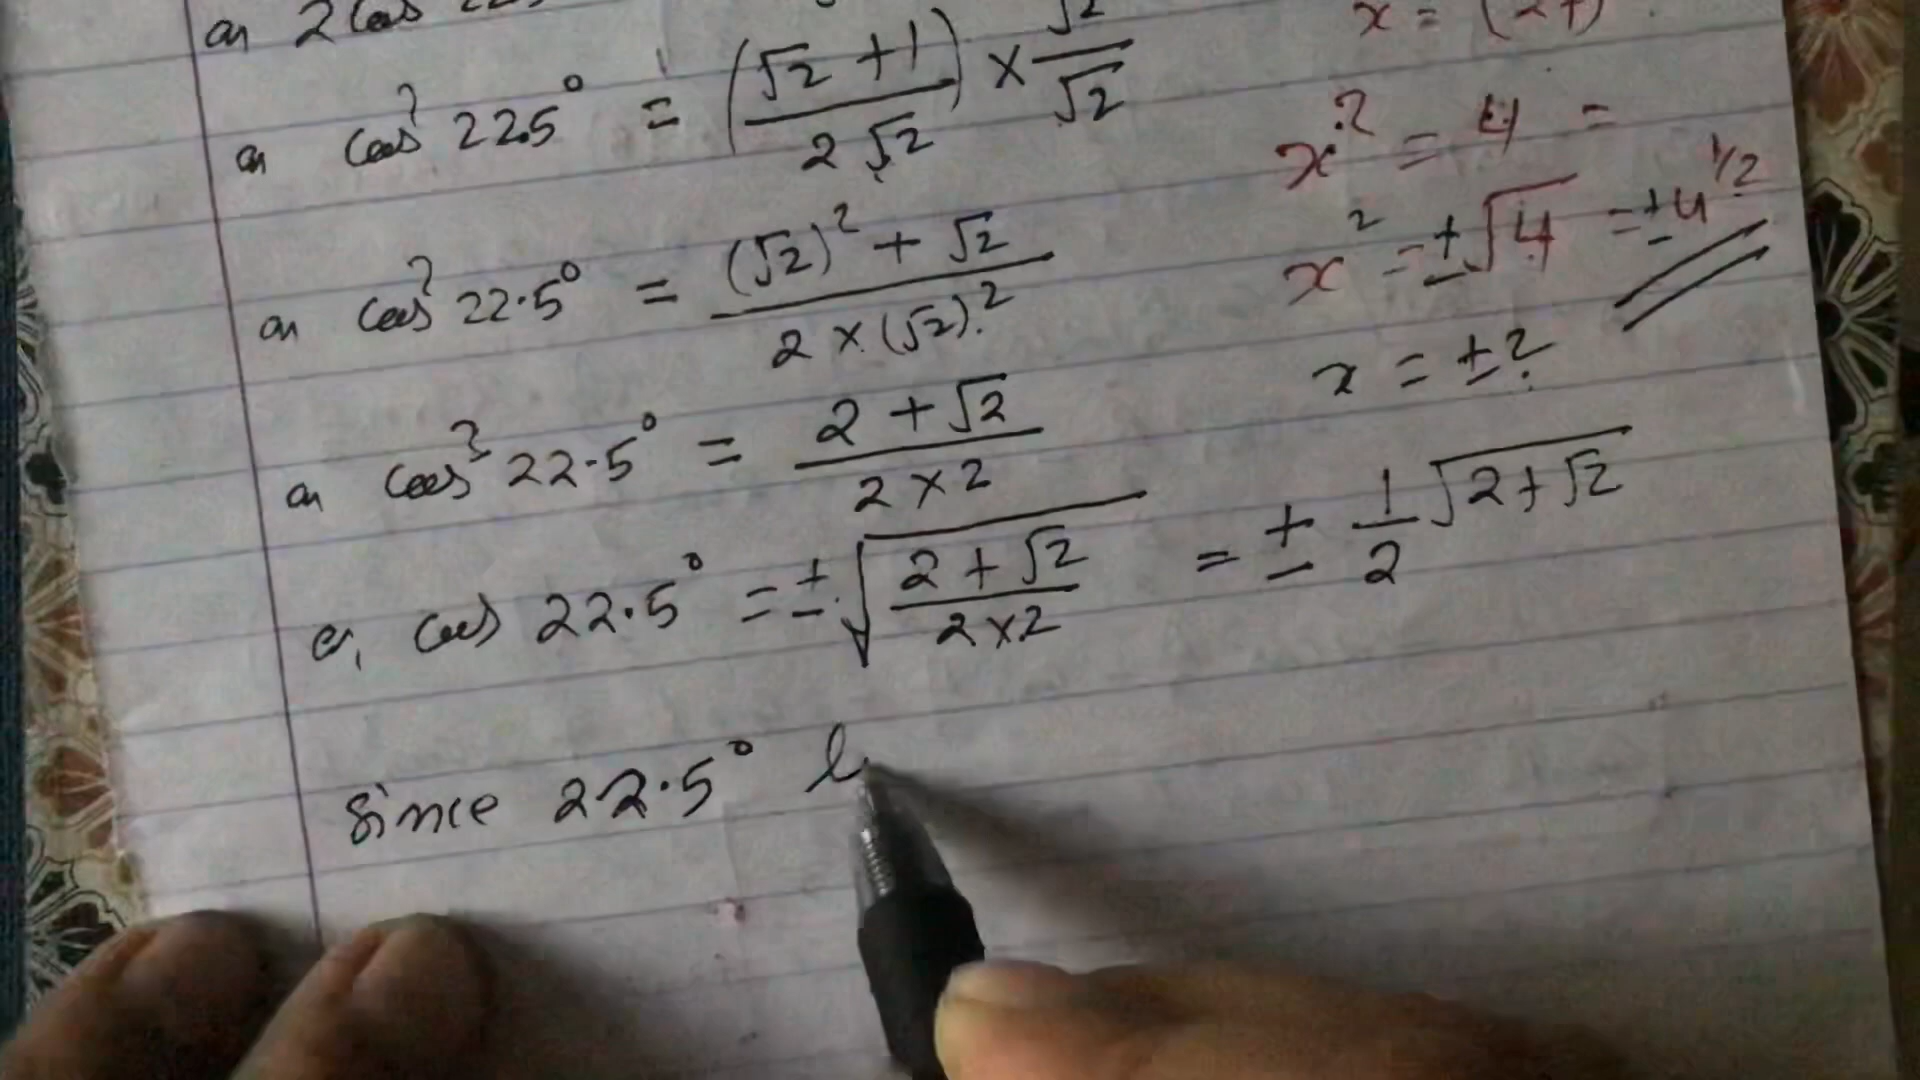 or 2cos
or cos² 22.5° = ((√2 + 1)/(2√2)) × √2/√2
or cos² 22.5° = ((√2)² + √2)/(2 × (√2)²)
or cos² 22.5° = (2 + √2)/(2 × 2)
or, cos 22.5° = ±√((2 + √2)/(2×2)) = ± 1/2 √(2+√2)
since 22.5° l
x =
x² = 4 =
x² = ±√4 = ±4^1/2
x = ±2